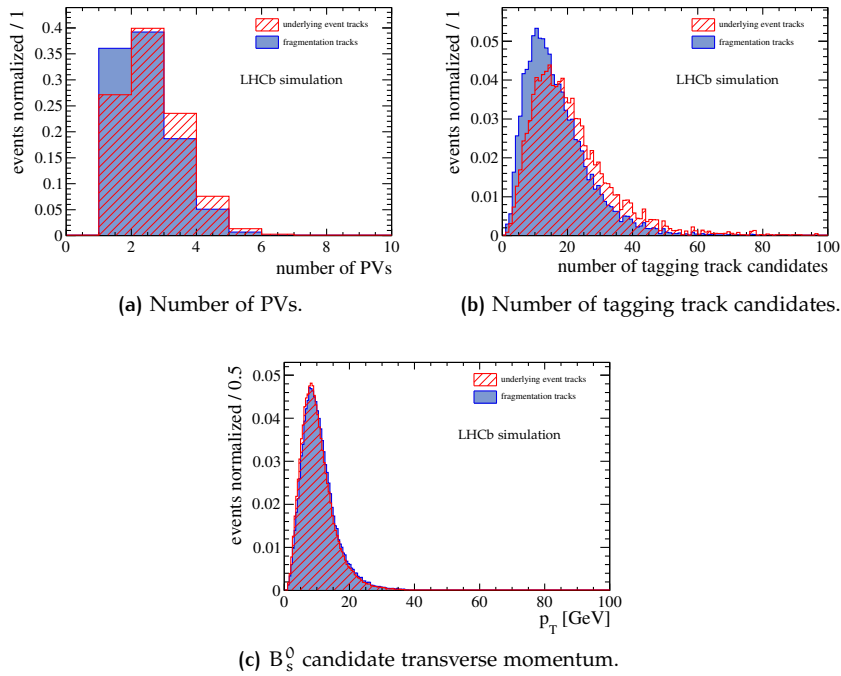 events normalized / 1
0.4
0.35
0.3
0.25
0.2
0.15
0.1
0.05
0
underlying event tracks
fragmentation tracks
LHCb simulation
0 2 4 6 8 10
number of PVs
(a) Number of PVs.
events normalized / 1
0.05
0.04
0.03
0.02
0.01
0
underlying event tracks
fragmentation tracks
LHCb simulation
0 20 40 60 80 100
number of tagging track candidates
(b) Number of tagging track candidates.
events normalized / 0.5
0.05
0.04
0.03
0.02
0.01
0
underlying event tracks
fragmentation tracks
LHCb simulation
0 20 40 60 80 100
p_T [GeV]
(c) B_s^0 candidate transverse momentum.